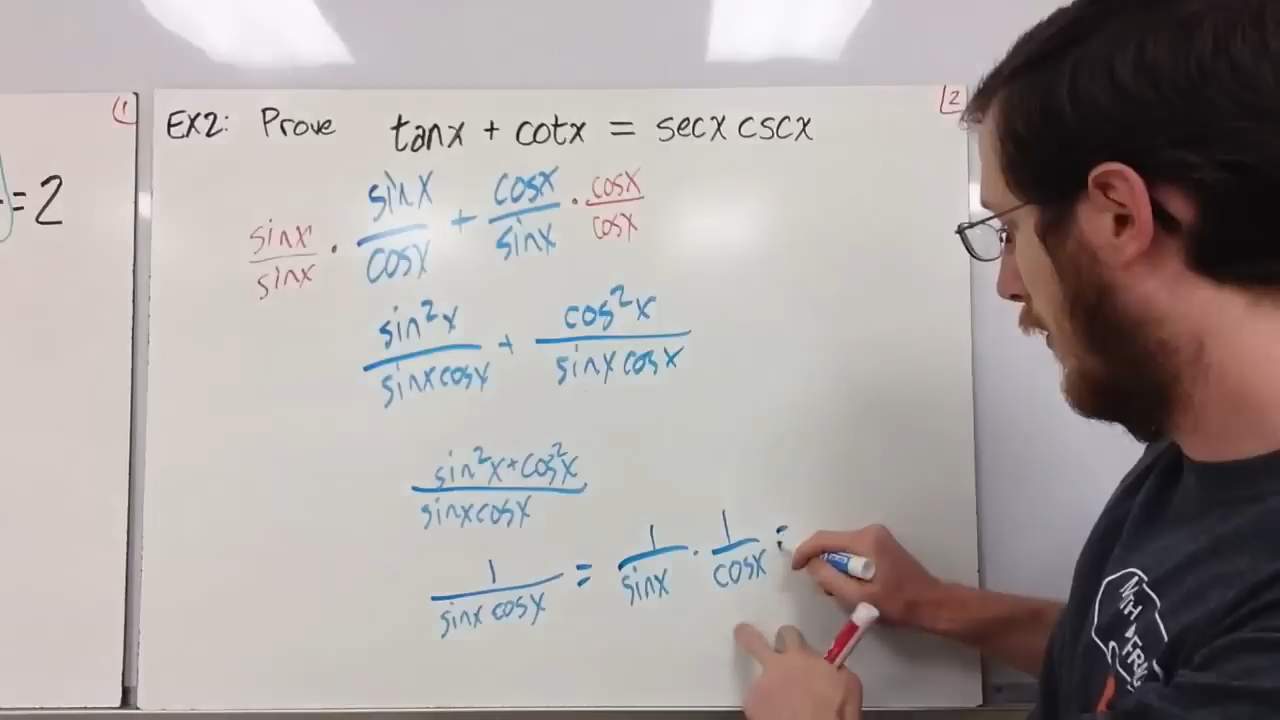 (1
=2
EX2: Prove tanx + cotx = secx cscx
(2
sinx/sinx · sinx/cosx + cosx/sinx · cosx/cosx
sin²x/sinxcosx + cos²x/sinxcosx
sin²x+cos²x/sinxcosx
1/sinxcosx = 1/sinx · 1/cosx =